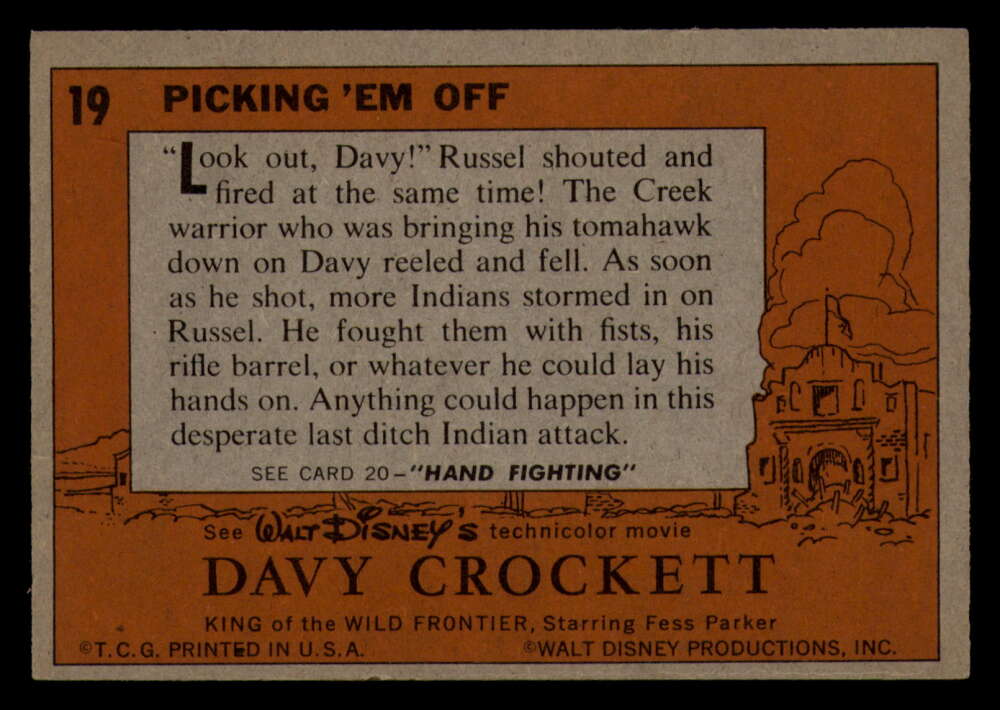 19 PICKING 'EM OFF
"Look out, Davy!" Russel shouted and
fired at the same time! The Creek
warrior who was bringing his tomahawk
down on Davy reeled and fell. As soon
as he shot, more Indians stormed in on
Russel. He fought them with fists, his
rifle barrel, or whatever he could lay his
hands on. Anything could happen in this
desperate last ditch Indian attack.
SEE CARD 20-"HAND FIGHTING"
See WALT DISNEY'S technicolor movie
DAVY CROCKETT
KING of the WILD FRONTIER, Starring Fess Parker
©T.C.G. PRINTED IN U.S.A. ©WALT DISNEY PRODUCTIONS, INC.